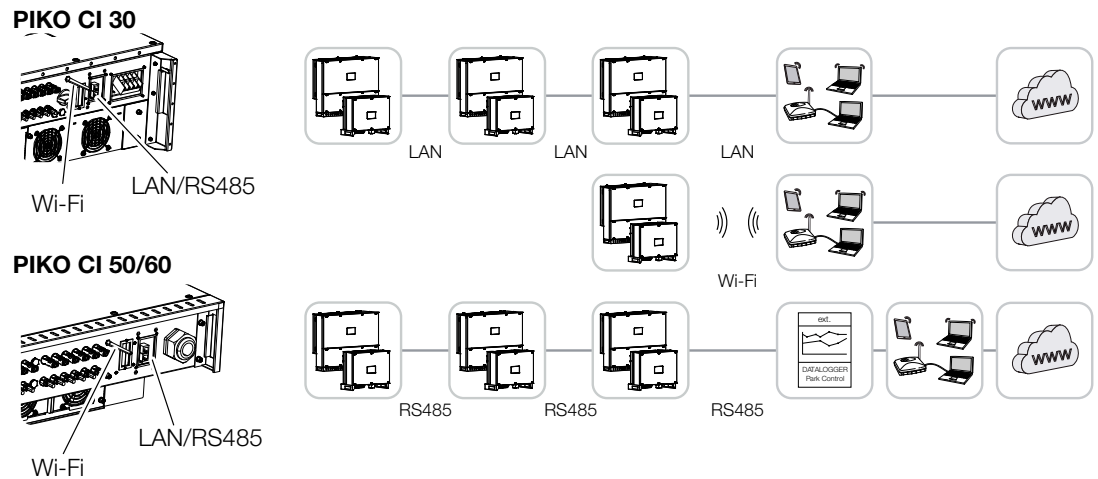 PIKO CI 30
LAN/RS485
Wi-Fi
LAN LAN LAN
www
Wi-Fi
www
PIKO CI 50/60
LAN/RS485
Wi-Fi
ext.
DATALOGGER
Park Control
RS485 RS485 RS485
www